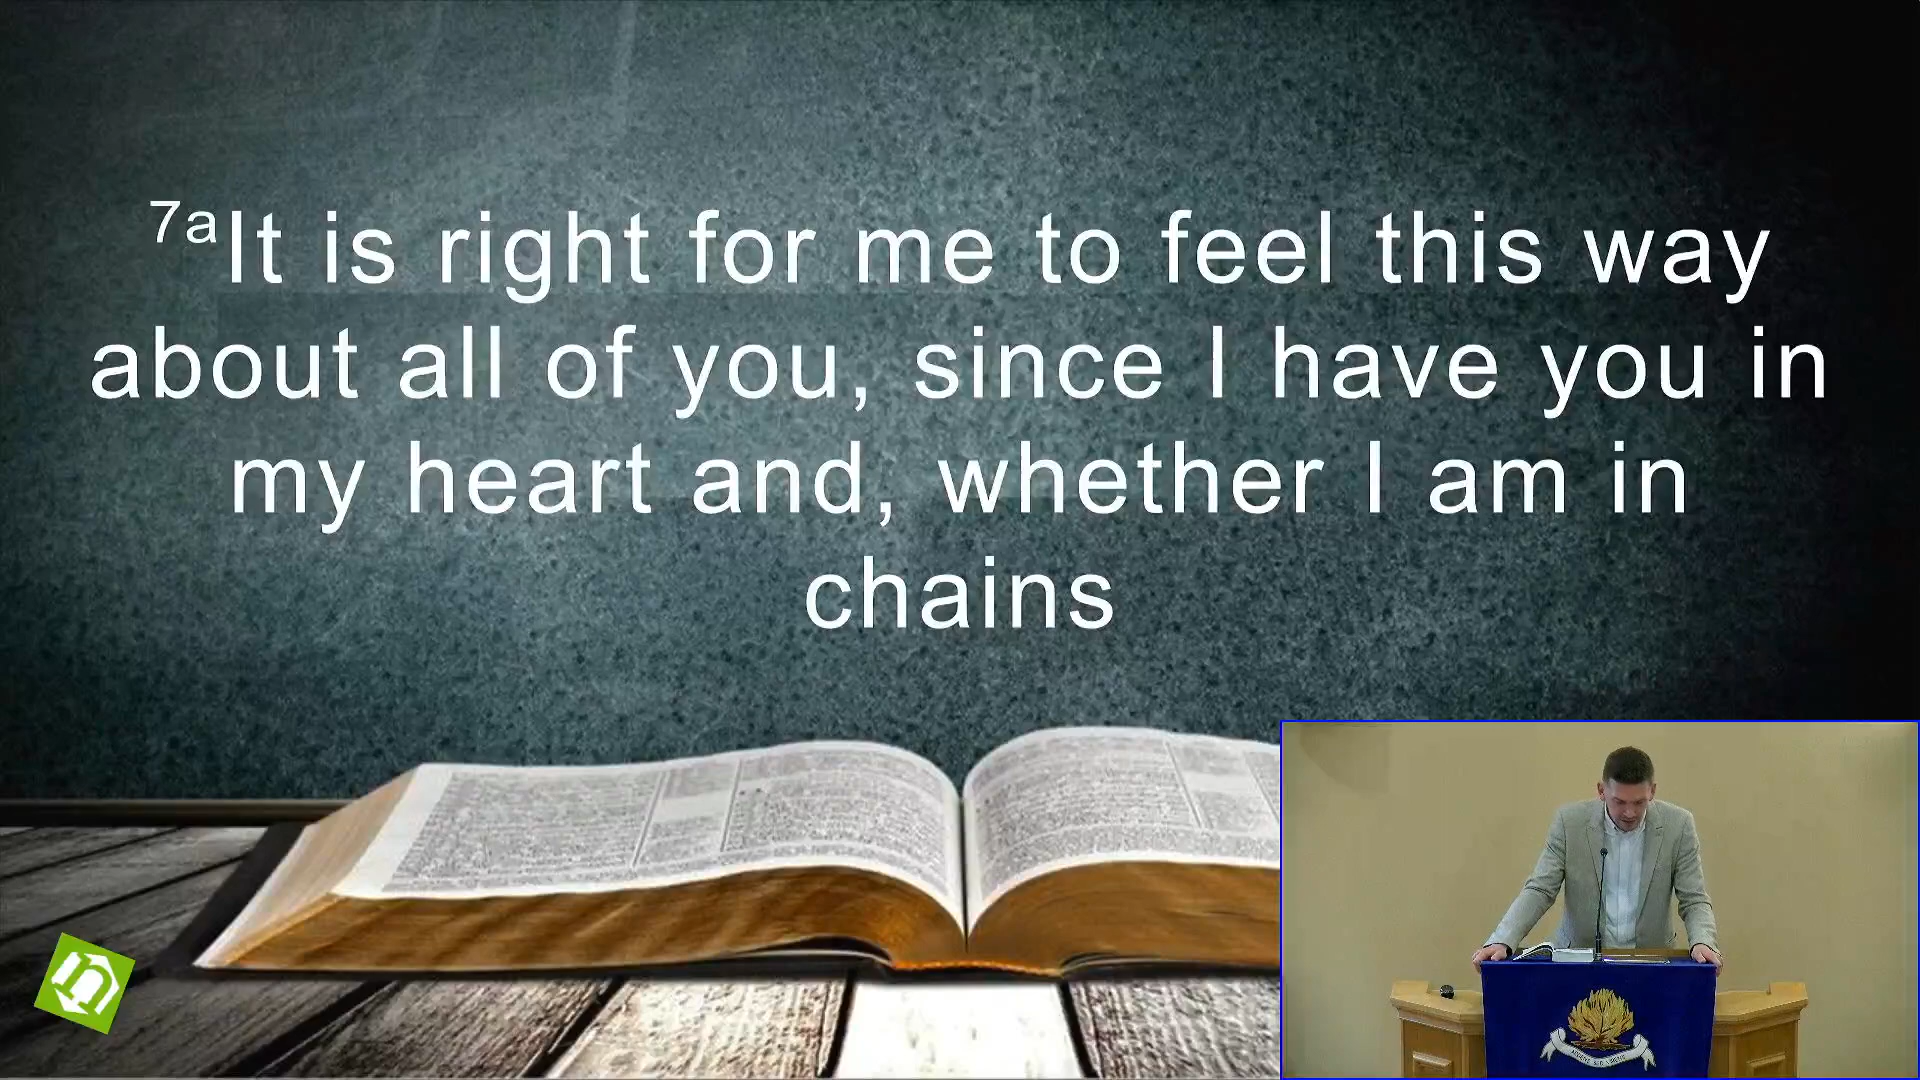 7aIt is right for me to feel this way
about all of you, since I have you in
my heart and, whether I am in
chains